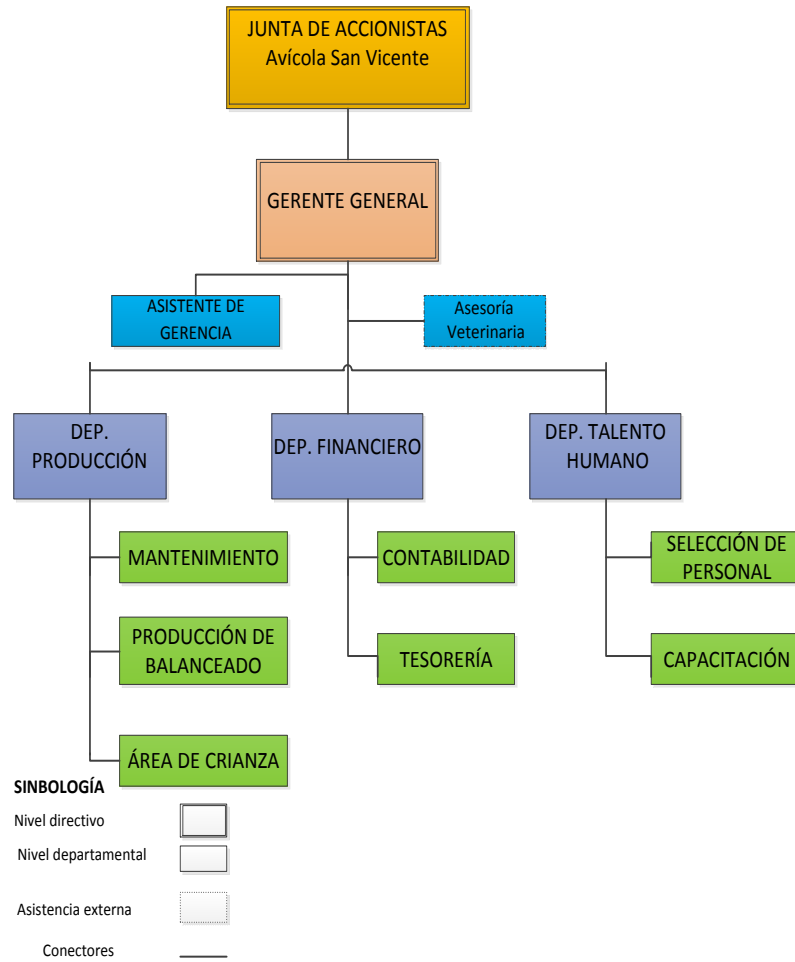 JUNTA DE ACCIONISTAS
Avícola San Vicente
GERENTE GENERAL
ASISTENTE DE
GERENCIA
Asesoría
Veterinaria
DEP.
PRODUCCIÓN
DEP. FINANCIERO
DEP. TALENTO
HUMANO
MANTENIMIENTO
CONTABILIDAD
SELECCIÓN DE
PERSONAL
PRODUCCIÓN DE
BALANCEADO
TESORERÍA
CAPACITACIÓN
ÁREA DE CRIANZA
SINBOLOGÍA
Nivel directivo
Nivel departamental
Asistencia externa
Conectores